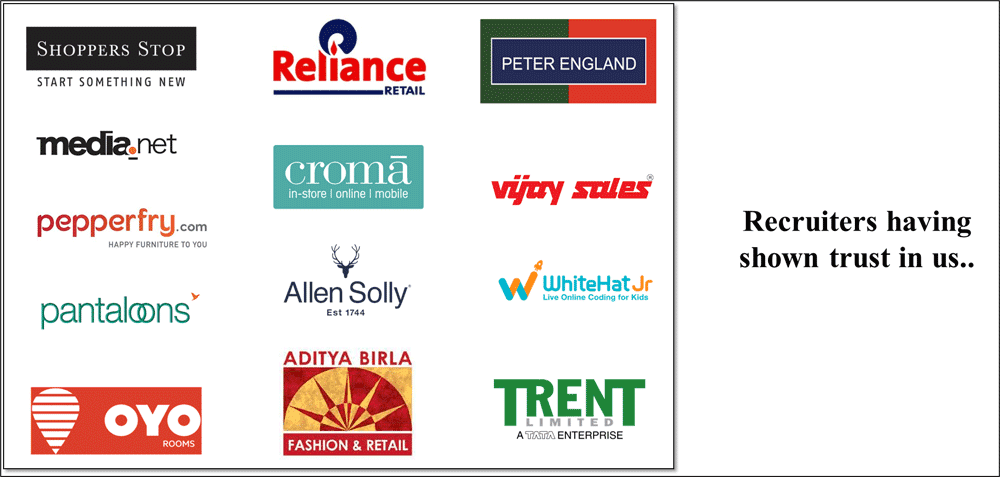 SHOPPERS STOP
START SOMETHING NEW
media.net
pepperfry.com
HAPPY FURNITURE TO YOU
pantaloons
OYO
ROOMS
Reliance
RETAIL
cromā
in-store | online | mobile
Allen Solly
Est 1744
ADITYA BIRLA
FASHION & RETAIL
PETER ENGLAND
vijay sales®
WhiteHat Jr
Live Online Coding for Kids
TRENT
LIMITED
A TATA ENTERPRISE
Recruiters having
shown trust in us..